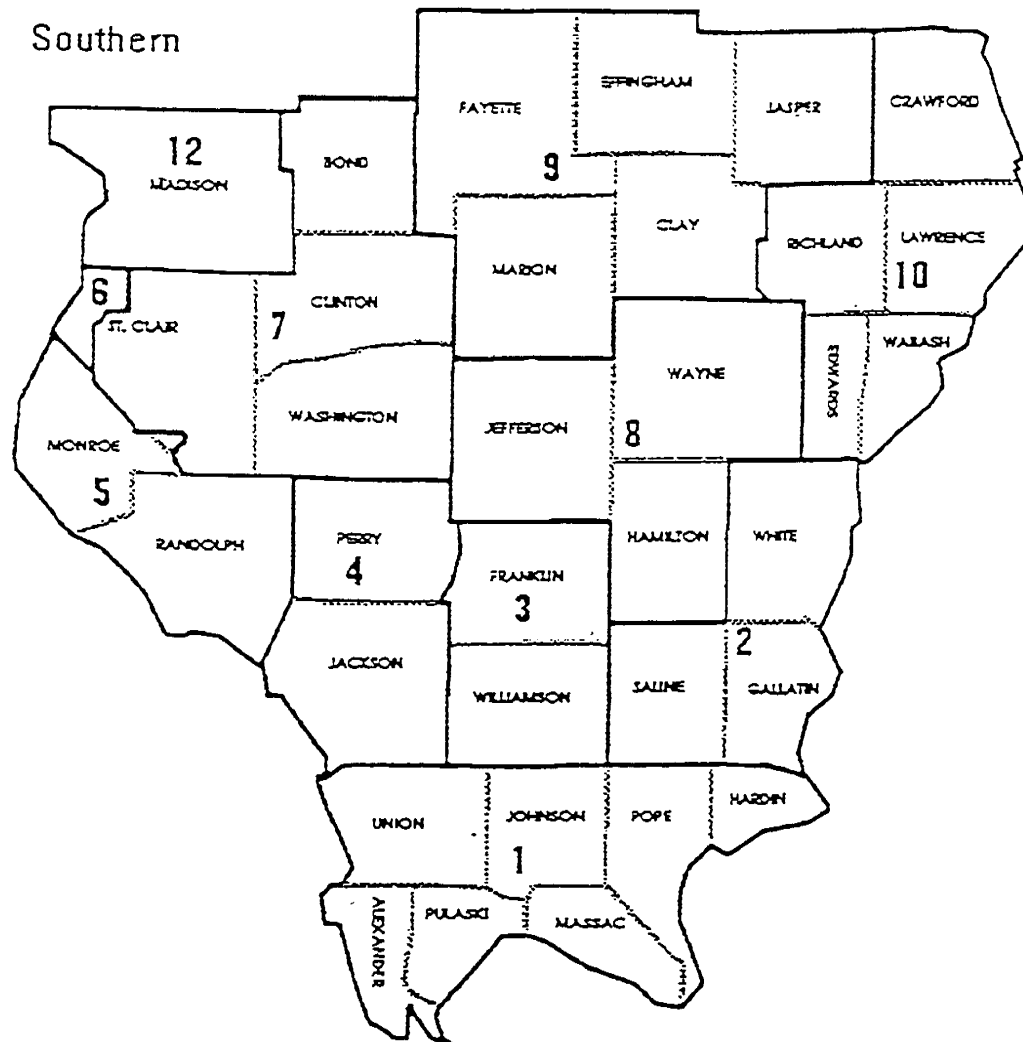 Southern
FAYETTE
EFFINGHAM
JASPER
CRAWFORD
12
MADISON
BOND
9
CLAY
RICHLAND
LAWRENCE
10
MARION
6
ST. CLAIR
7
CLINTON
WAYNE
EDWARDS
WABASH
WASHINGTON
JEFFERSON
8
MONROE
5
RANDOLPH
PERRY
4
FRANKLIN
3
HAMILTON
WHITE
JACKSON
WILLIAMSON
SALINE
2
GALLATIN
UNION
JOHNSON
1
POPE
HARDIN
ALEXANDER
PULASKI
MASSAC